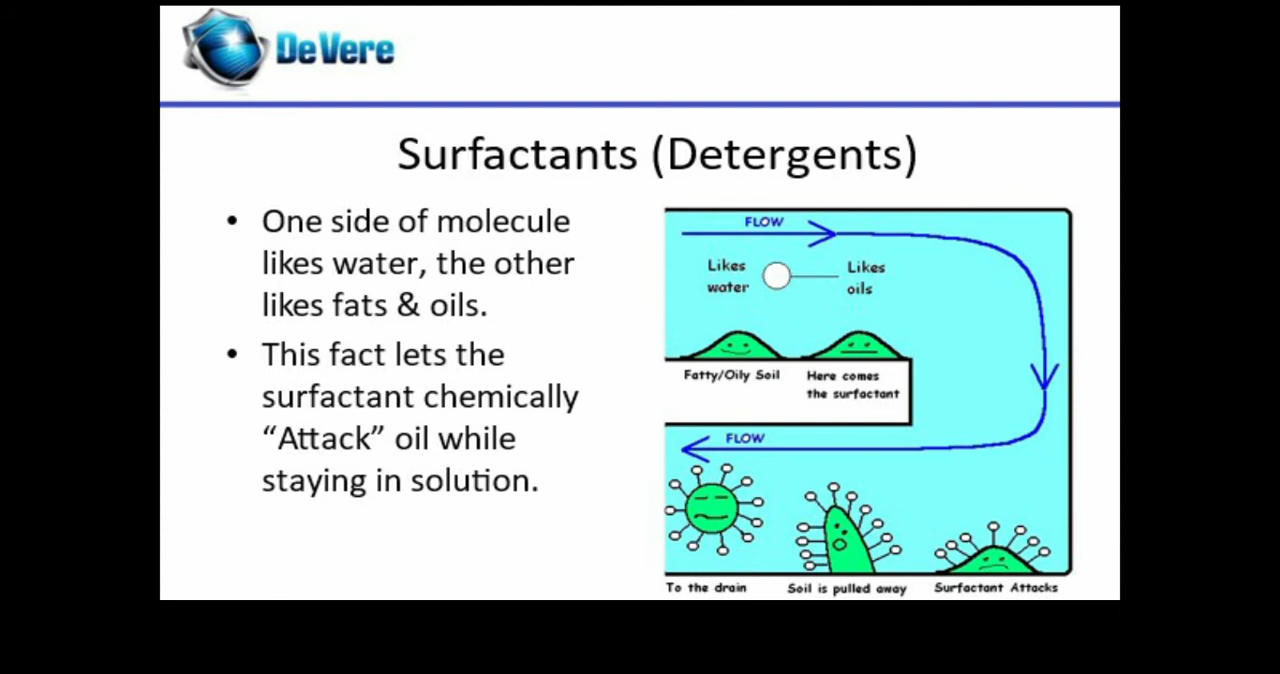 DeVere
Surfactants (Detergents)
• One side of molecule
likes water, the other
likes fats & oils.
• This fact lets the
surfactant chemically
“Attack” oil while
staying in solution.
FLOW
Likes
water
Likes
oils
Fatty/Oily Soil
Here comes
the surfactant
FLOW
To the drain
Soil is pulled away
Surfactant Attacks